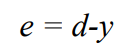 e = d-y